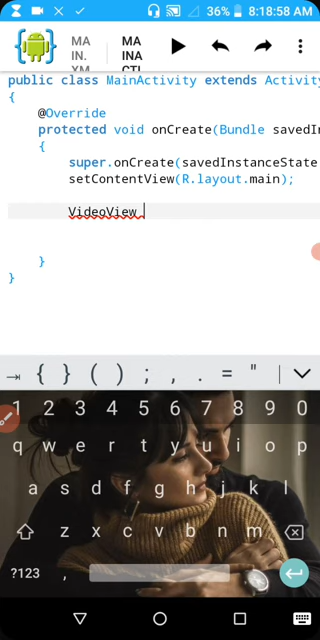 36% 8:18:58 AM
MA
IN.
XM
MA
INA
CTI
public class MainActivity extends Activity
{
@Override
protected void onCreate(Bundle savedIn
{
super.onCreate(savedInstanceState
setContentView(R.layout.main);
VideoView
}
}
{ } ( ) ; , . = " |
1 2 3 4 5 6 7 8 9 0
q w e r t y u i o p
a s d f g h j k l
z x c v b n m
?123 , .